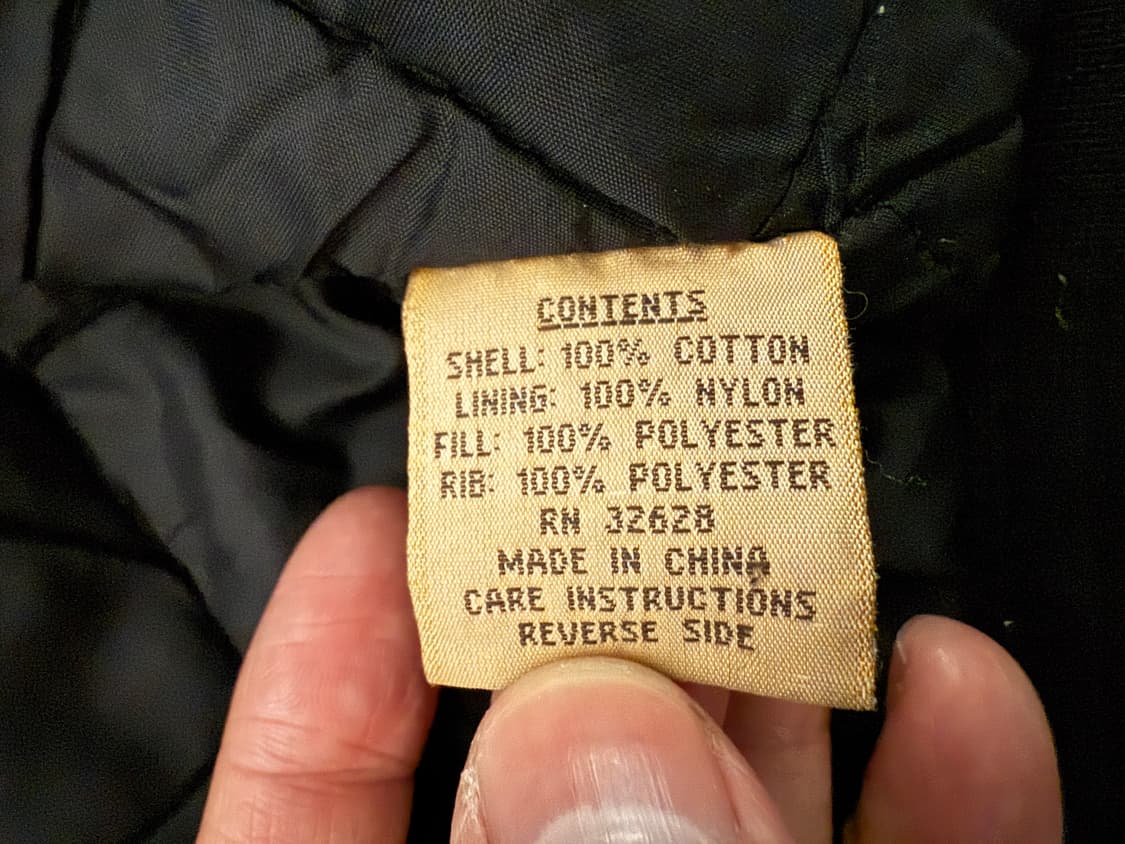 CONTENTS
SHELL: 100% COTTON
LINING: 100% NYLON
FILL: 100% POLYESTER
RIB: 100% POLYESTER
RN 32628
MADE IN CHINA
CARE INSTRUCTIONS
REVERSE SIDE